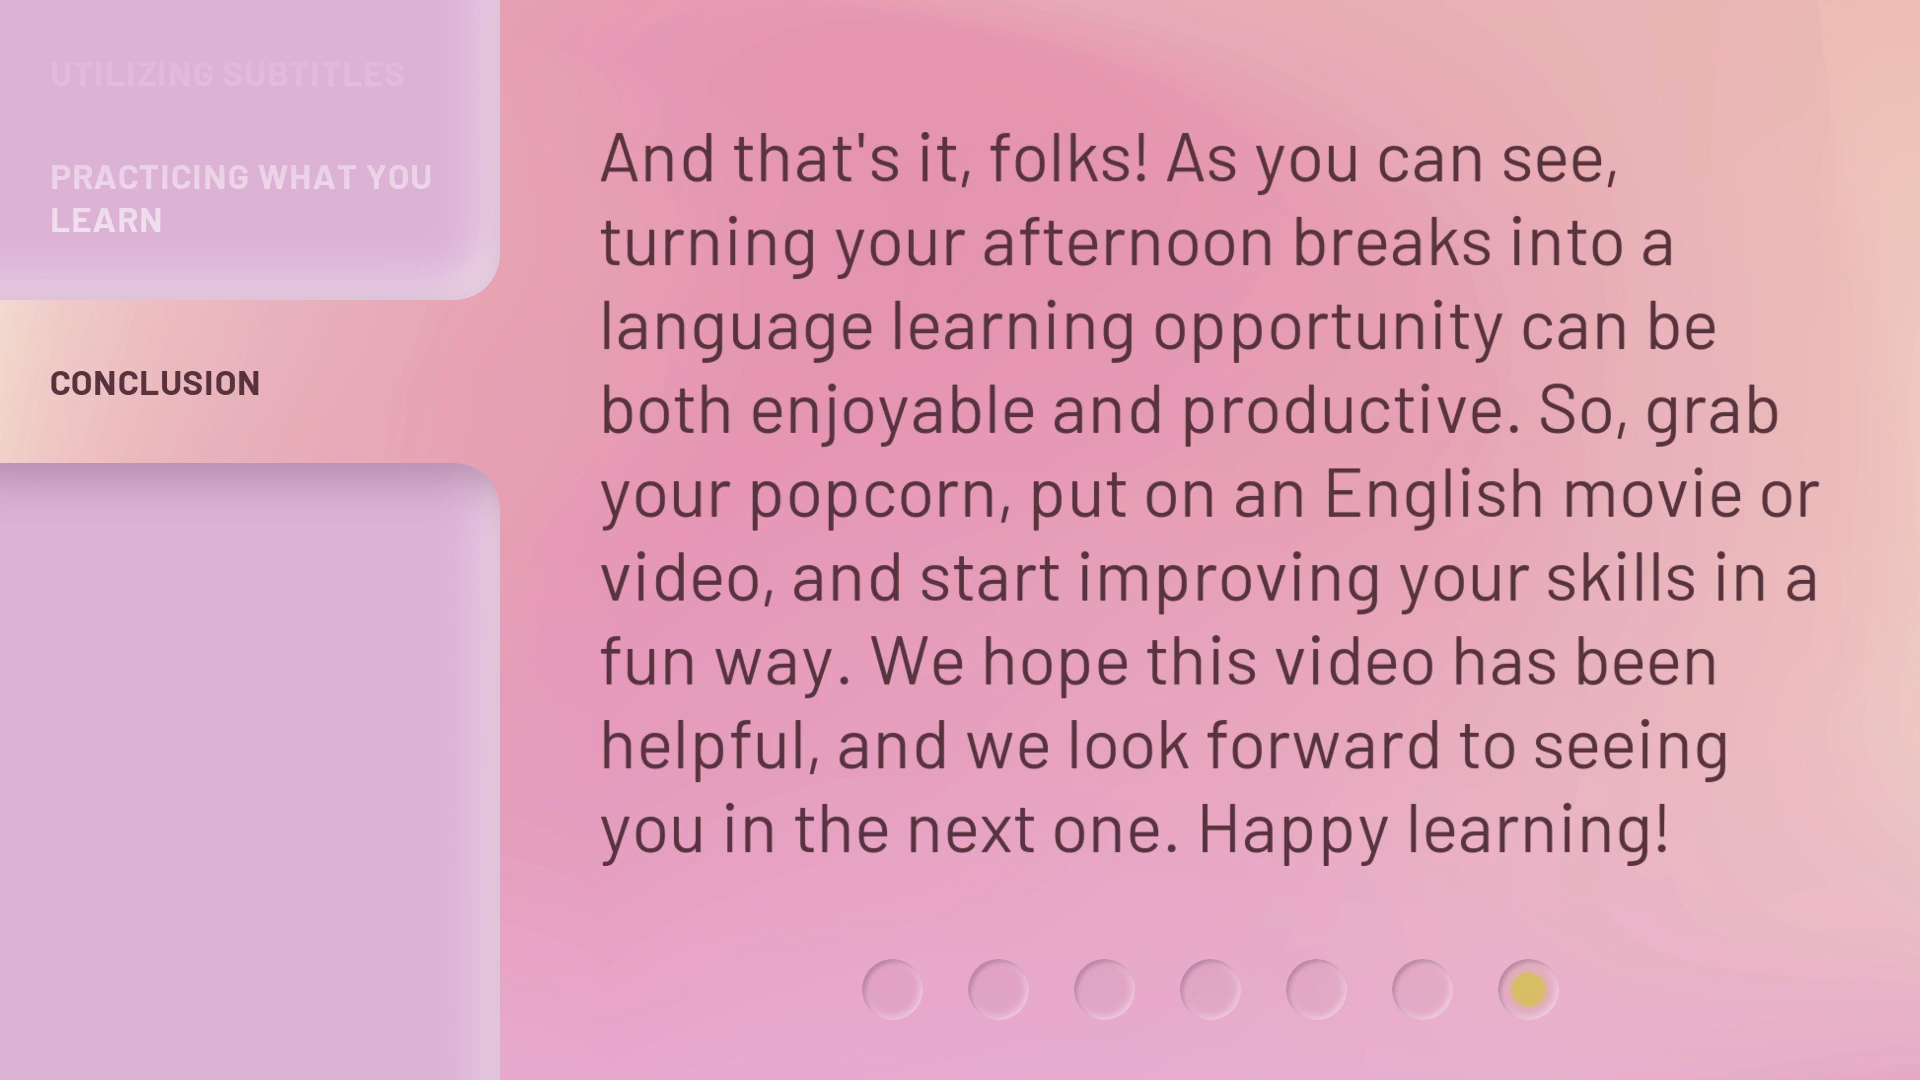 UTILIZING SUBTITLES
PRACTICING WHAT YOU
LEARN
CONCLUSION
And that's it, folks! As you can see,
turning your afternoon breaks into a
language learning opportunity can be
both enjoyable and productive. So, grab
your popcorn, put on an English movie or
video, and start improving your skills in a
fun way. We hope this video has been
helpful, and we look forward to seeing
you in the next one. Happy learning!